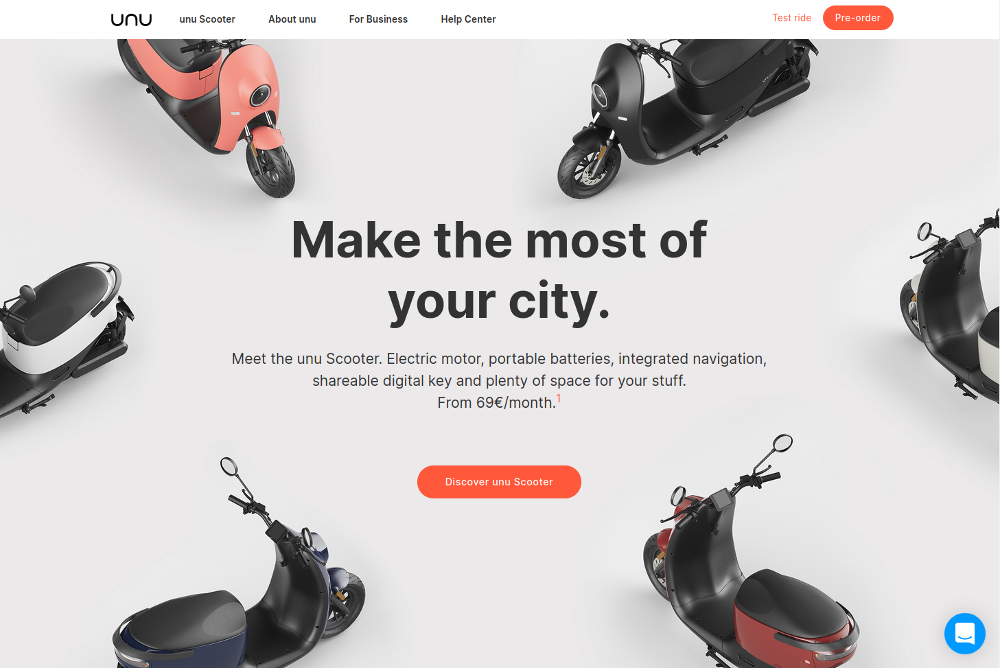 unu
unu Scooter
About unu
For Business
Help Center
Test ride
Pre-order
Make the most of
your city.
Meet the unu Scooter. Electric motor, portable batteries, integrated navigation,
shareable digital key and plenty of space for your stuff.
From 69€/month.1
Discover unu Scooter